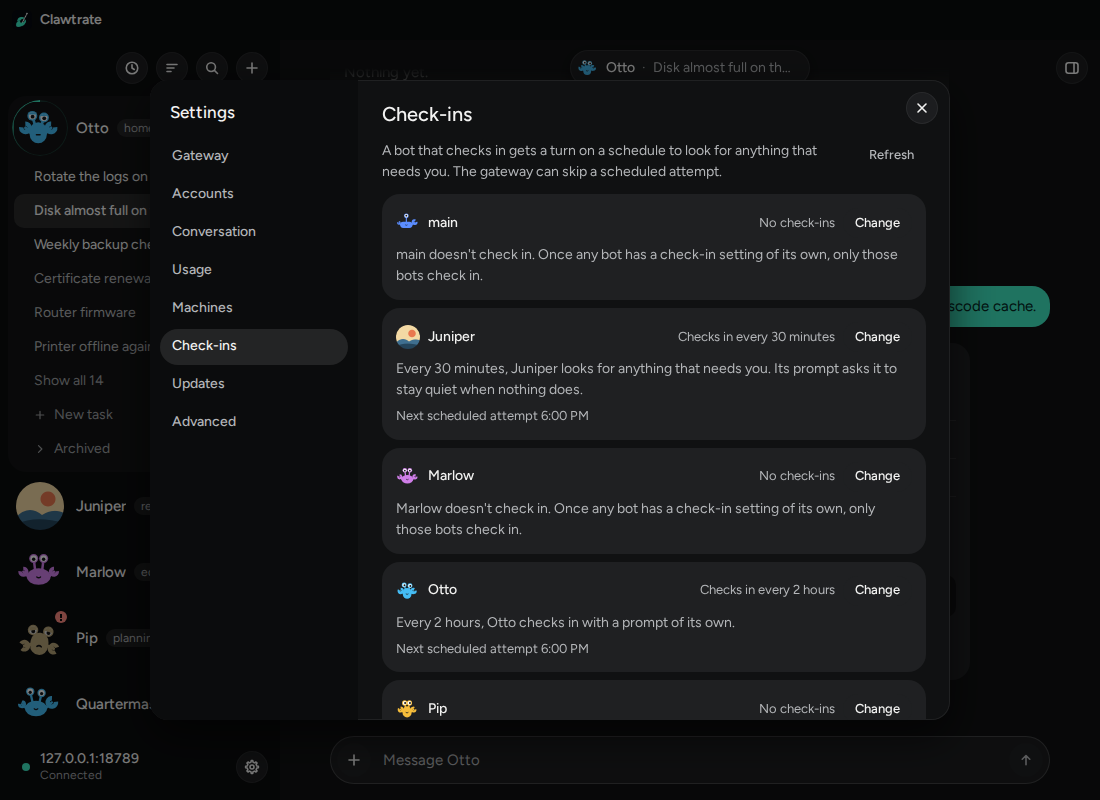 Clawtrate
Nothing yet.
Otto · Disk almost full on th...
Otto
Rotate the logs on
Disk almost full on
Weekly backup
Certificate
Router firmware
Printer offline again
Show all 14
+ New task
> Archived
Juniper
Marlow
! Pip
127.0.0.1:18789
Connected
Settings
Gateway
Accounts
Conversation
Usage
Machines
Check-ins
Updates
Advanced
Check-ins
A bot that checks in gets a turn on a schedule to look for anything that
needs you. The gateway can skip a scheduled attempt.
Refresh
main No check-ins Change
main doesn't check in. Once any bot has a check-in setting of its own, only those
bots check in.
Juniper Checks in every 30 minutes Change
Every 30 minutes, Juniper looks for anything that needs you. Its prompt asks it to
stay quiet when nothing does.
Next scheduled attempt 6:00 PM
Marlow No check-ins Change
Marlow doesn't check in. Once any bot has a check-in setting of its own, only
those bots check in.
Otto Checks in every 2 hours Change
Every 2 hours, Otto checks in with a prompt of its own.
Next scheduled attempt 6:00 PM
Pip No check-ins Change
cache.
+ Message Otto